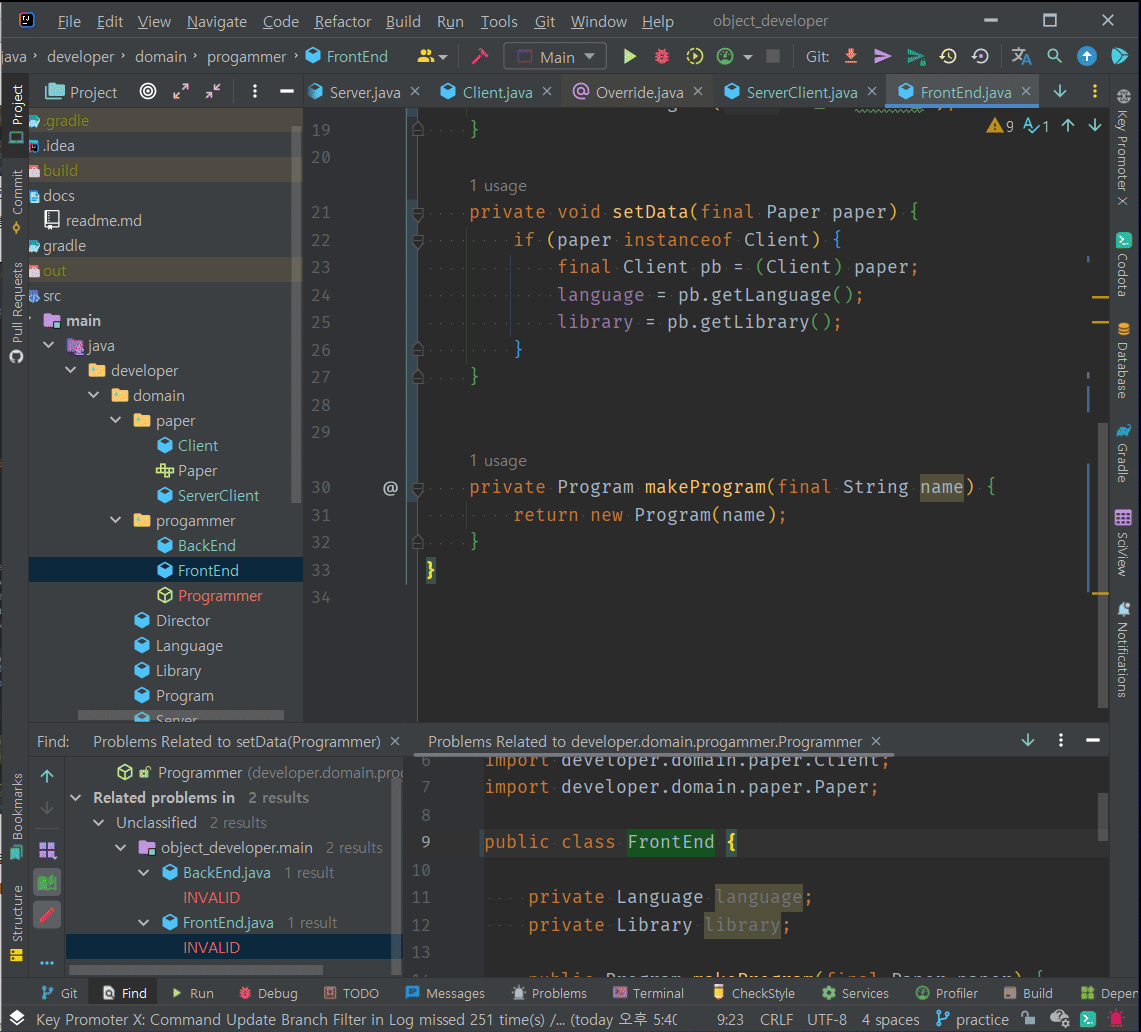 File Edit View Navigate Code Refactor Build Run Tools Git Window Help object_developer
java developer domain progammer FrontEnd Main Git:
Project Server.java Client.java Override.java ServerClient.java FrontEnd.java
.gradle
.idea
build
docs
readme.md
gradle
out
src
main
java
developer
domain
paper
Client
Paper
ServerClient
progammer
BackEnd
FrontEnd
Programmer
Director
Language
Library
Program
Server
9 1
19 }
20
1 usage
21 private void setData(final Paper paper) {
22 if (paper instanceof Client) {
23 final Client pb = (Client) paper;
24 language = pb.getLanguage();
25 library = pb.getLibrary();
26 }
27 }
28
29
1 usage
30 @ private Program makeProgram(final String name) {
31 return new Program(name);
32 }
33 }
34
Project
Commit
Pull Requests
Bookmarks
Structure
Key Promoter X
Codota
Database
Gradle
SciView
Notifications
Find: Problems Related to setData(Programmer) Problems Related to developer.domain.progammer.Programmer
Programmer (developer.domain.prog
Related problems in 2 results
Unclassified 2 results
object_developer.main 2 results
BackEnd.java 1 result
INVALID
FrontEnd.java 1 result
INVALID
6 import developer.domain.paper.Client;
7 import developer.domain.paper.Paper;
8
9 public class FrontEnd {
10
11 private Language language;
12 private Library library;
13
14 public Program makeProgram(final Paper paper) {
Git Find Run Debug TODO Messages Problems Terminal CheckStyle Services Profiler Build Depen
Key Promoter X: Command Update Branch Filter in Log missed 251 time(s) /... (today 오후 5:40 9:23 CRLF UTF-8 4 spaces practice